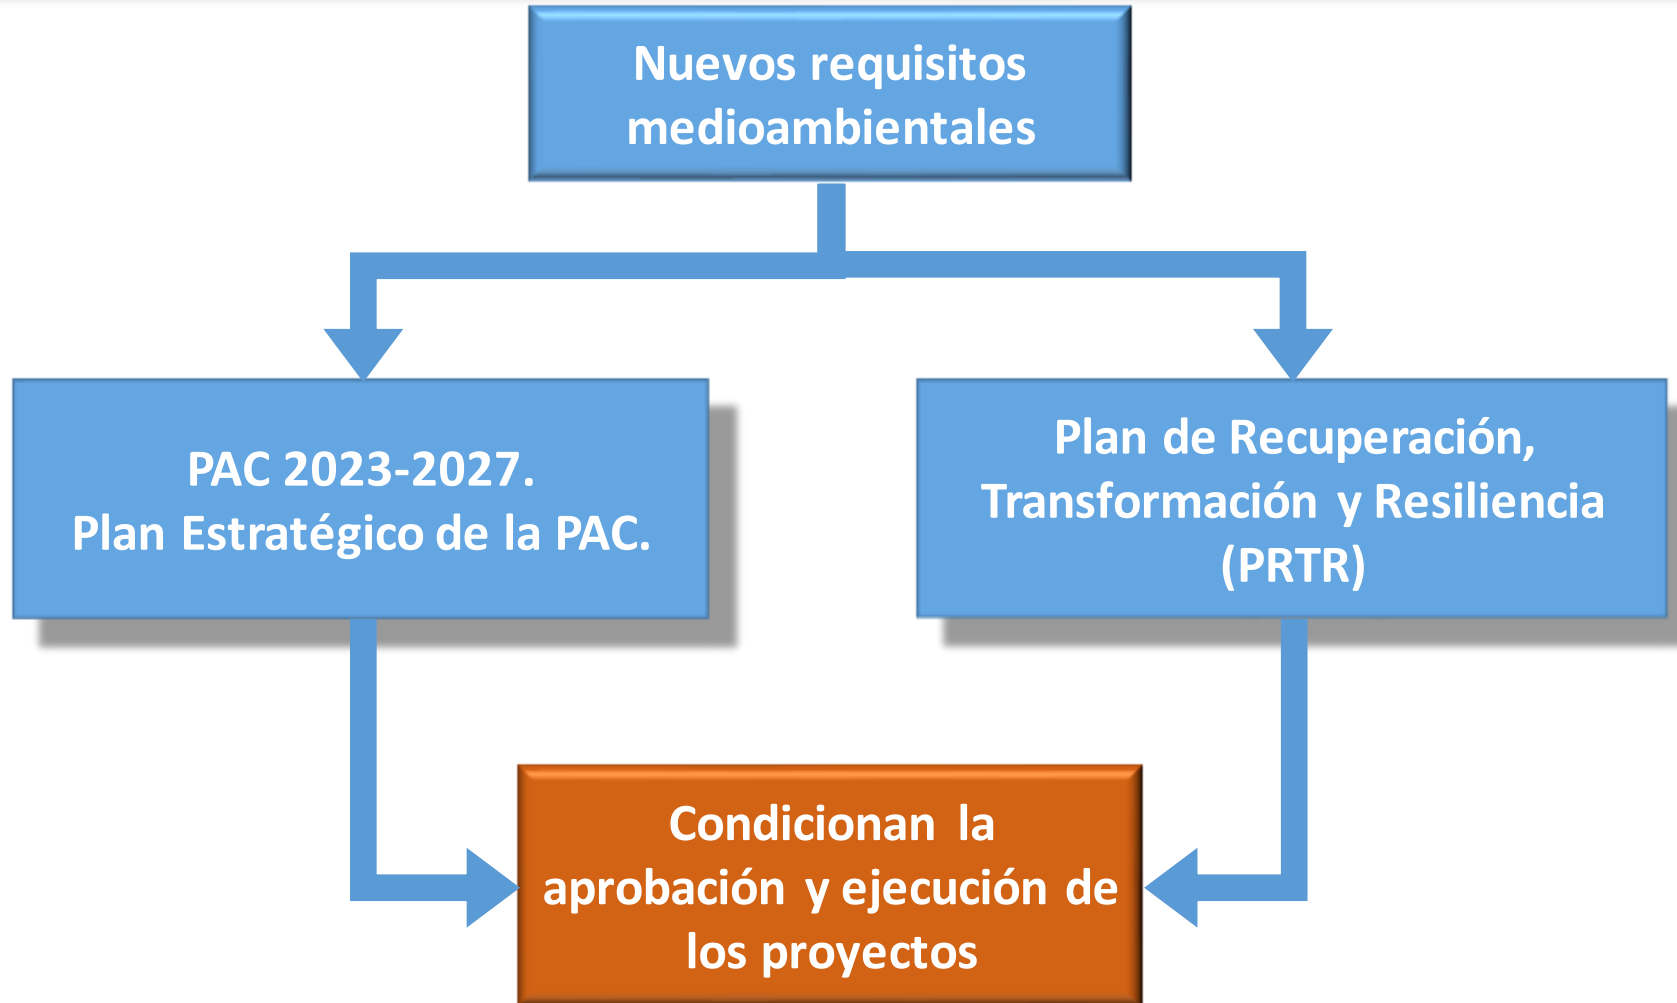 Nuevos requisitos
medioambientales
PAC 2023-2027.
Plan Estratégico de la PAC.
Plan de Recuperación,
Transformación y Resiliencia
(PRTR)
Condicionan la
aprobación y ejecución de
los proyectos